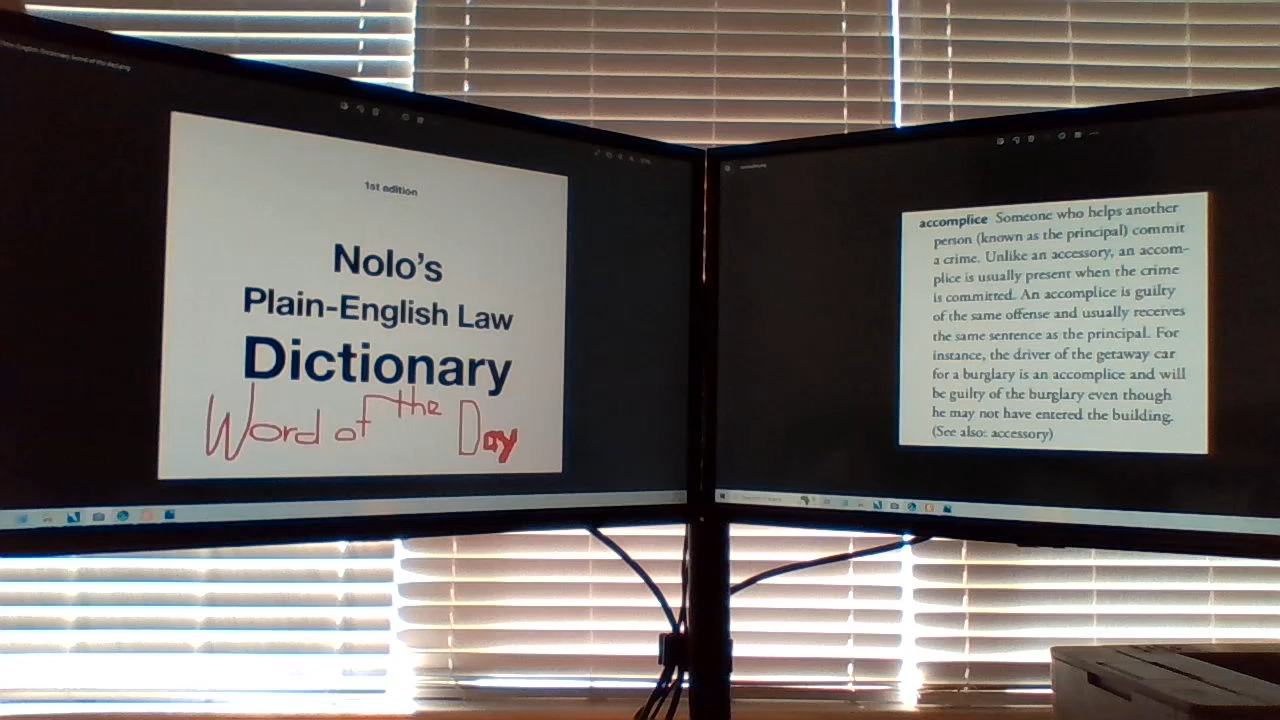 1st edition
Nolo's
Plain-English Law
Dictionary
Word of the Day
accomplice Someone who helps another
person (known as the principal) commit
a crime. Unlike an accessory, an accom-
plice is usually present when the crime
is committed. An accomplice is guilty
of the same offense and usually receives
the same sentence as the principal. For
instance, the driver of the getaway car
for a burglary is an accomplice and will
be guilty of the burglary even though
he may not have entered the building.
(See also: accessory)